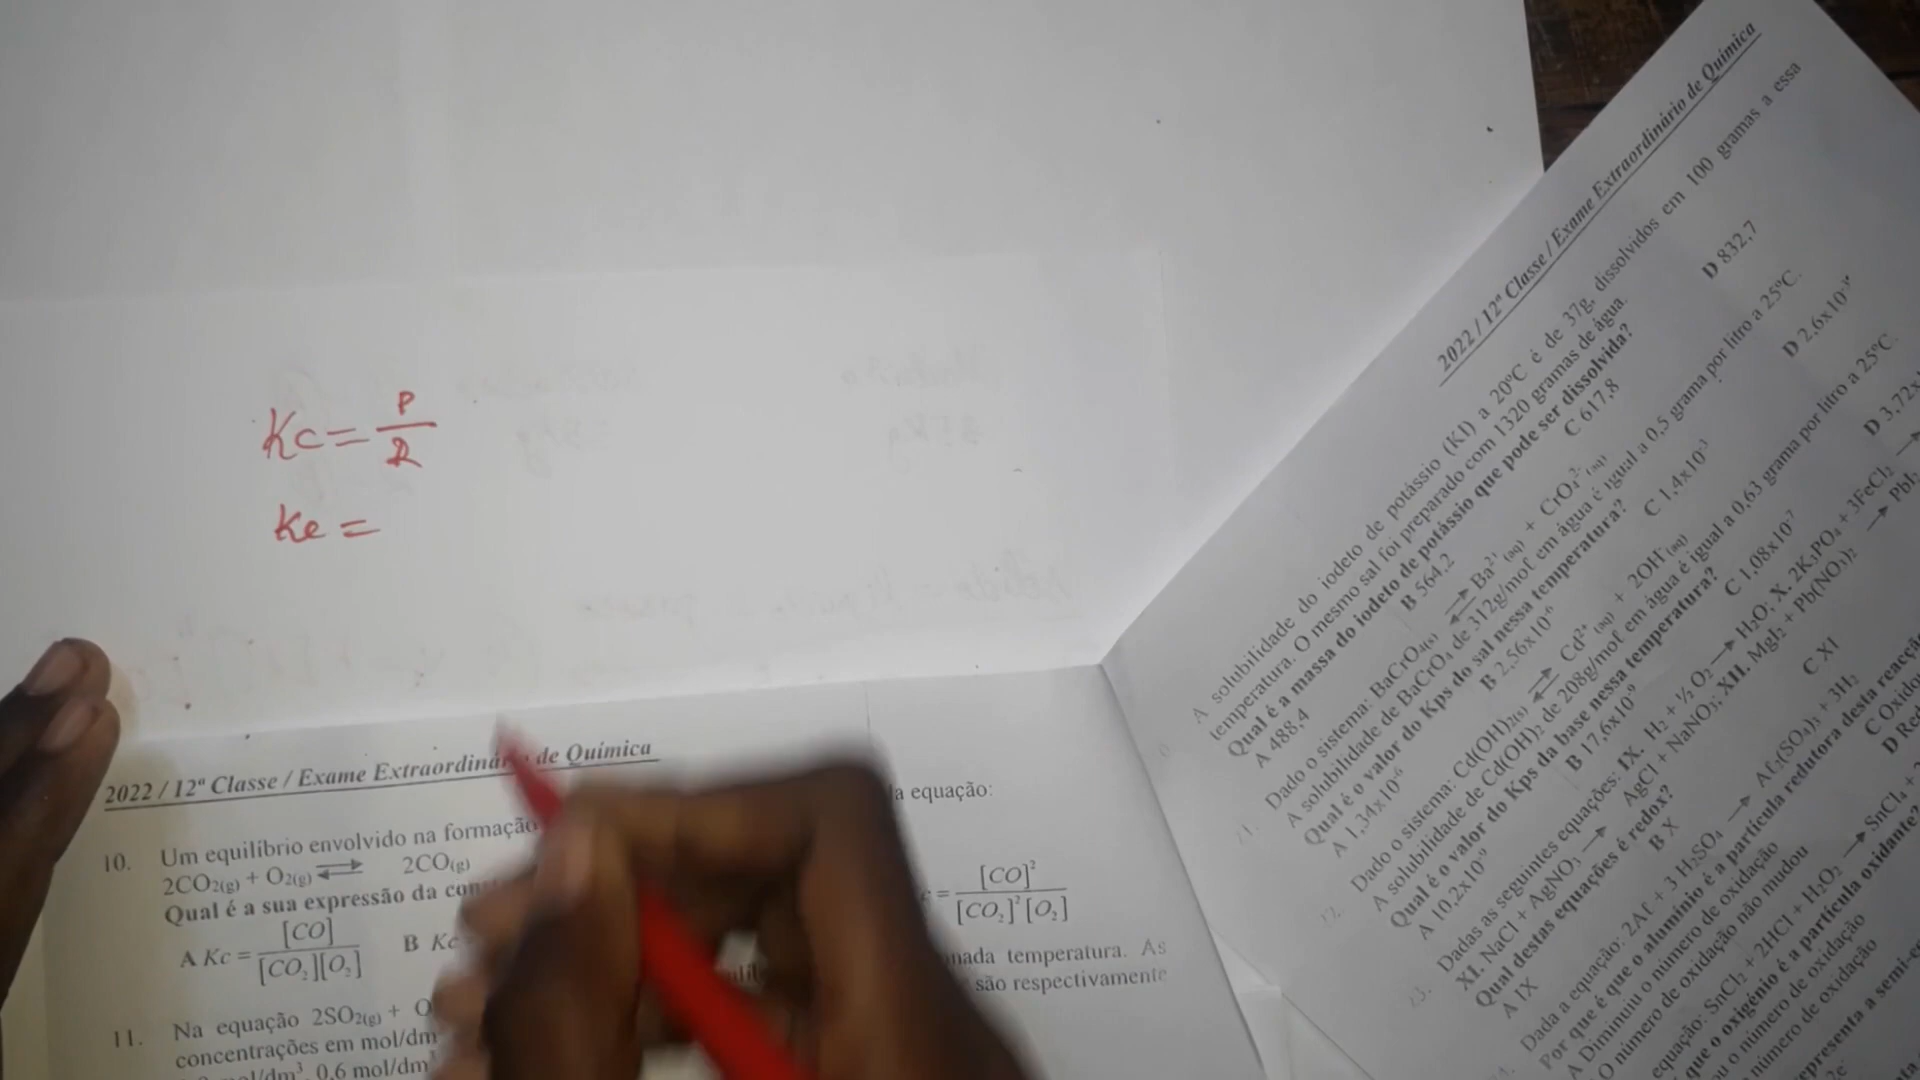 Kc = P/R
Ke =
2022 / 12ª Classe / Exame Extraordinário de Química
10. Um equilíbrio envolvido na formação
la equação:
2CO₂(g) + O₂(g) ⇌ 2CO(g)
Qual é a sua expressão da
A Kc = [CO]/[CO₂][O₂]
B Kc
= [CO]²/[CO₂]²[O₂]
11. Na equação 2SO₂(g) + O
nada temperatura. As
concentrações em mol/dm
são respectivamente
mol/dm³, 0,6 mol/dm³
2022 / 12ª Classe / Exame Extraordinário de Química
A solubilidade do iodeto de potássio (KI) a 20ºC é de 37g, dissolvidos em 100 gramas a essa
temperatura. O mesmo sal foi preparado com 1320 gramas de água.
Qual é a massa do iodeto de potássio que pode ser dissolvida?
A 488,4
B 564,2
C 617,8
D 832,7
Dado o sistema: BaCrO₄(s) ⇌ Ba²⁺(aq) + CrO₄²⁻(aq)
A solubilidade de BaCrO₄ de 312g/moℓ em água é igual a 0,5 grama por litro a 25ºC.
Qual é o valor do Kps do sal nessa temperatura?
A 1,34x10⁻⁶
B 2,56x10⁻⁶
C 1,4x10⁻³
D 2,6x10
Dado o sistema: Cd(OH)₂(s) ⇌ Cd²⁺(aq) + 2OH⁻(aq)
A solubilidade de Cd(OH)₂ de 208g/moℓ em água é igual a 0,63 grama por litro a 25ºC.
Qual é o valor do Kps da base nessa temperatura?
A 10,2x10⁻⁹
B 17,6x10⁻⁹
C 1,08x10⁻⁷
D 3,72x
Dadas as seguintes equações: IX. H₂ + ½ O₂ → H₂O; X. 2K₃PO₄ + 3FeCl₂ →
XI. NaCl + AgNO₃ → AgCl + NaNO₃; XII. MgI₂ + Pb(NO₃)₂ → PbI₂
Qual destas equações é redox?
A IX
B X
C XI
Dada a equação: 2Aℓ + 3 H₂SO₄ → Aℓ₂(SO₄)₃ + 3H₂
Por que é que o alumínio é a partícula redutora desta reacção
A Diminuiu o número de oxidação
C Oxidou
O número de oxidação não mudou
D Red
equação: SnCl₂ + 2HCl + H₂O₂ → SnCl₄ + 2
que o oxigénio é a partícula oxidante?
u o número de oxidação
número de oxidação
representa a semi-e